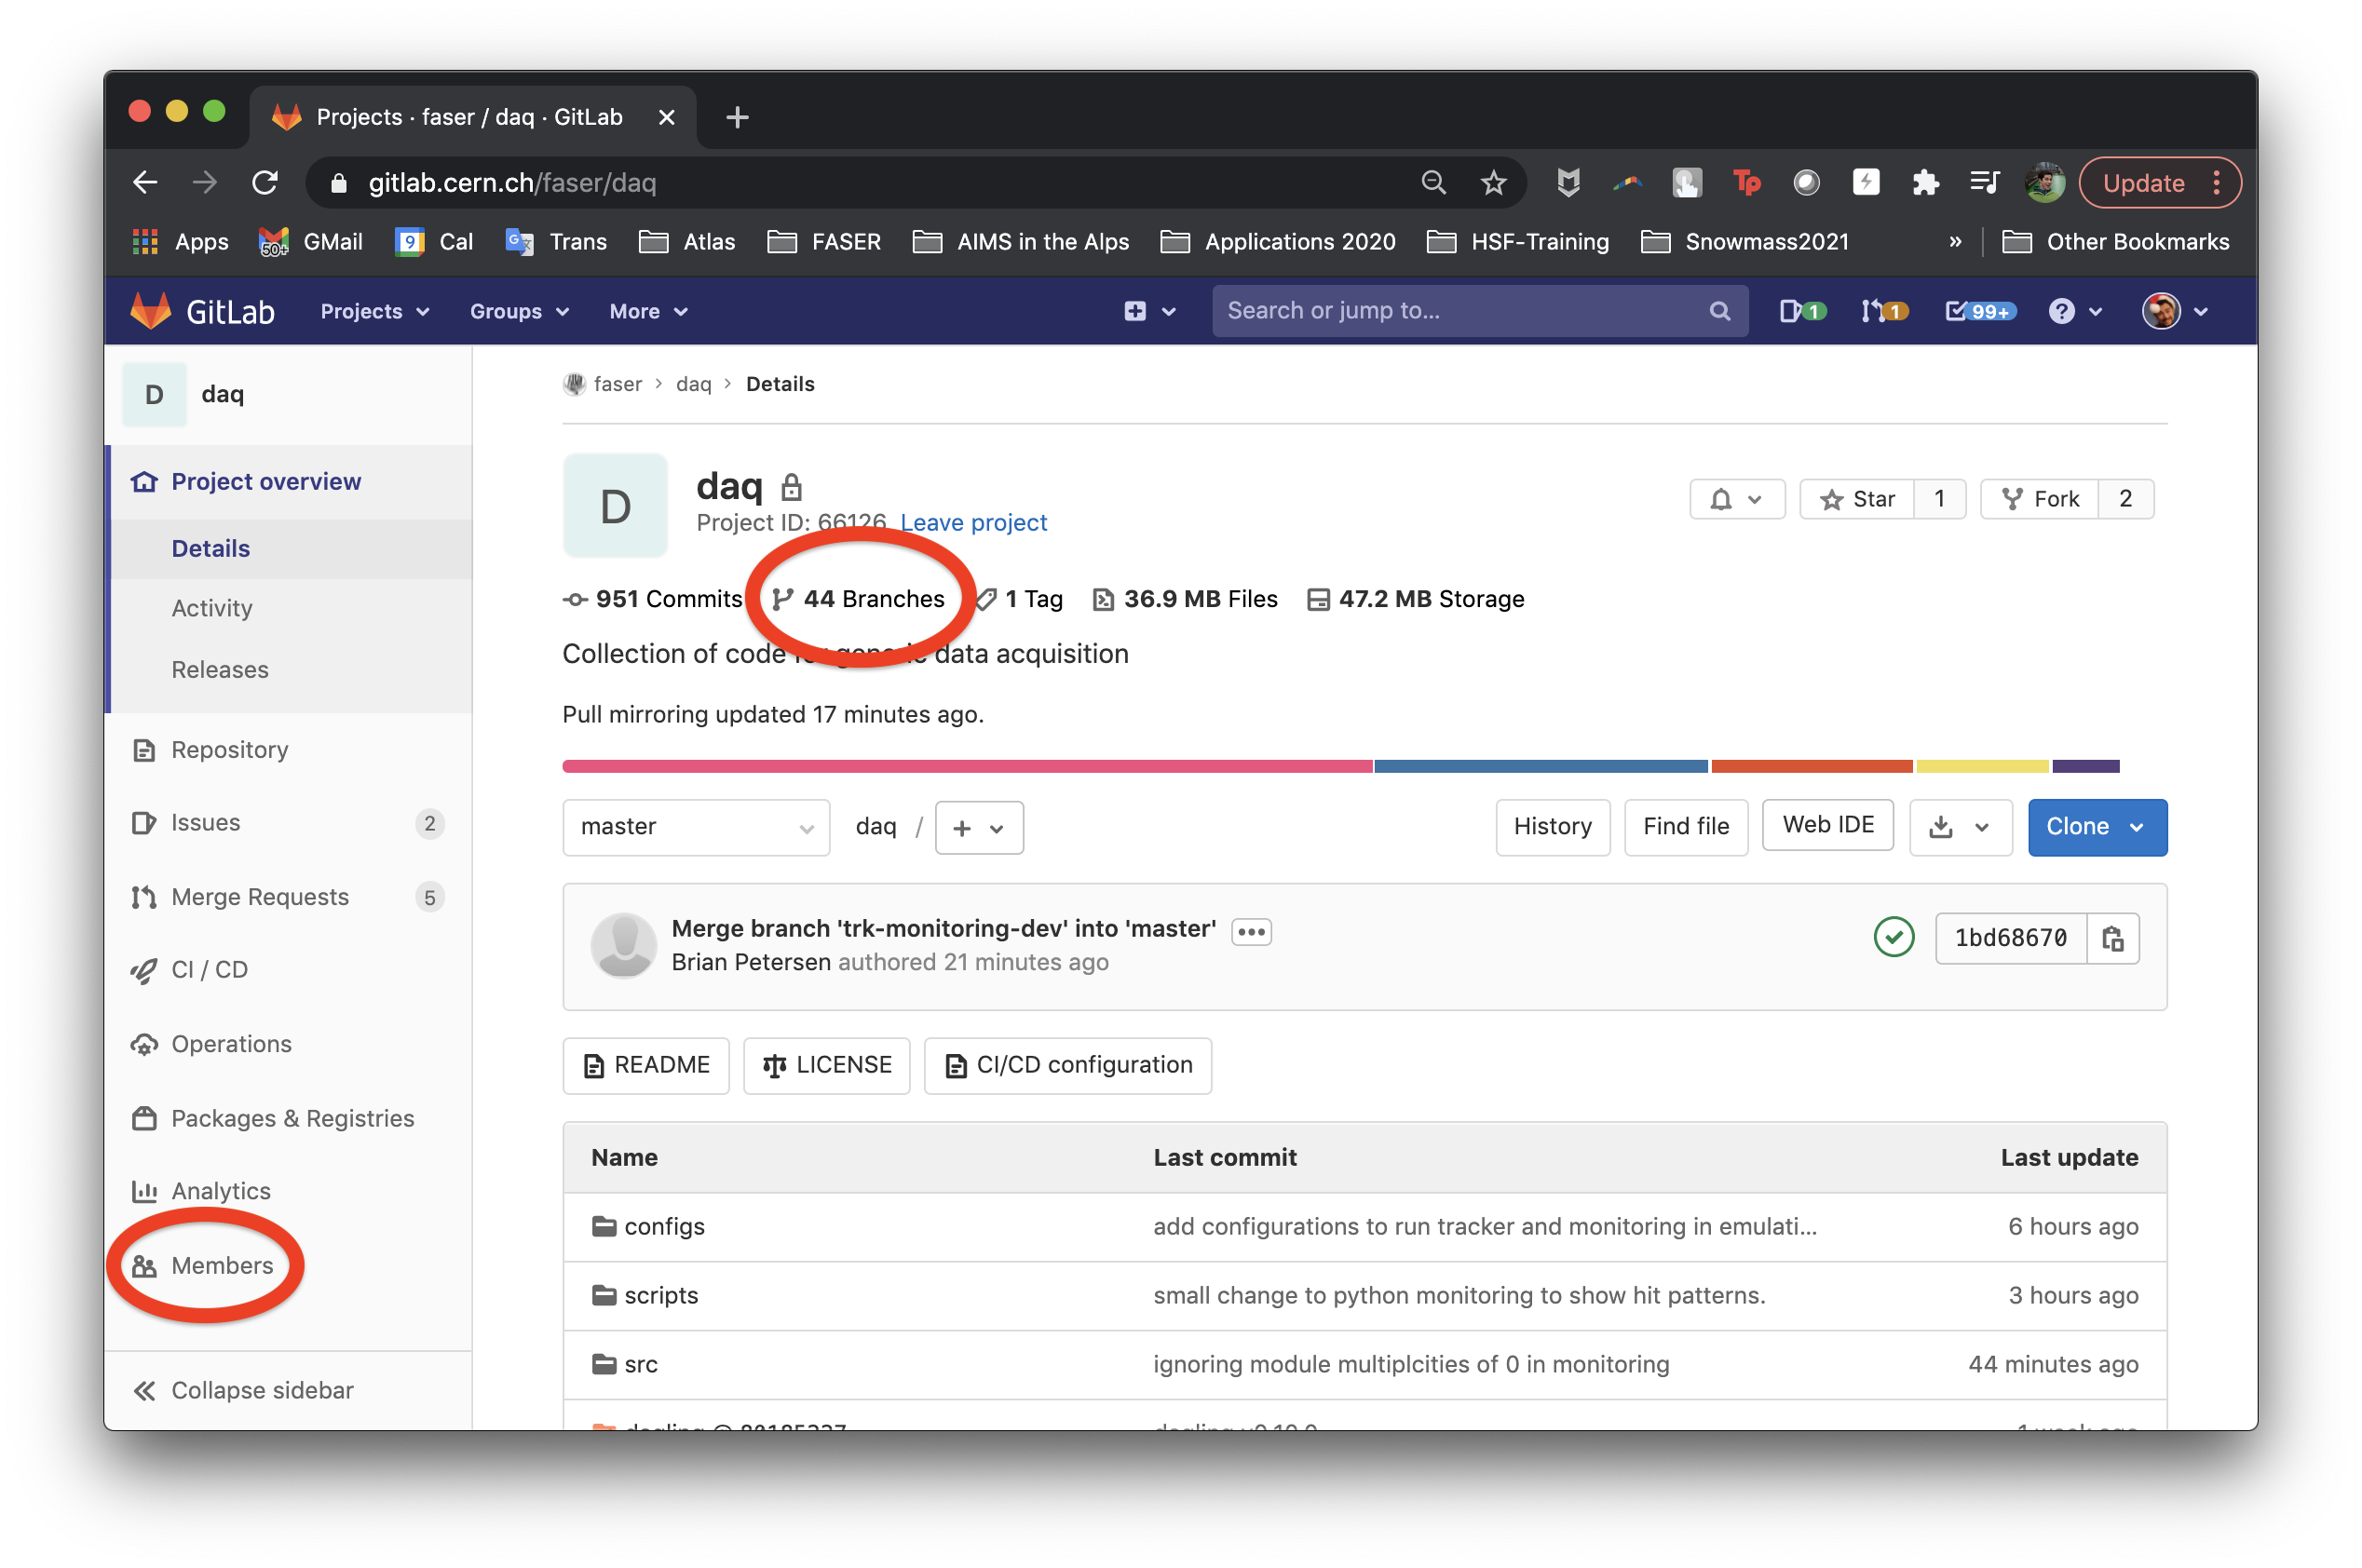 Projects · faser / daq · GitLab
gitlab.cern.ch/faser/daq
Tp
Update
Apps
50+
GMail
9
Cal
G
Trans
Atlas
FASER
AIMS in the Alps
Applications 2020
HSF-Training
Snowmass2021
»
Other Bookmarks
GitLab
Projects
Groups
More
Search or jump to...
1
1
99+
?
D
daq
Project overview
Details
Activity
Releases
Repository
Issues 2
Merge Requests 5
CI / CD
Operations
Packages & Registries
Analytics
Members
Collapse sidebar
faser > daq > Details
D
daq
Project ID: 66126 Leave project
Star 1
Fork 2
951 Commits 44 Branches 1 Tag 36.9 MB Files 47.2 MB Storage
Collection of code for generic data acquisition
Pull mirroring updated 17 minutes ago.
master
daq / +
History
Find file
Web IDE
Clone
Merge branch 'trk-monitoring-dev' into 'master'
Brian Petersen authored 21 minutes ago
1bd68670
README
LICENSE
CI/CD configuration
Name Last commit Last update
configs add configurations to run tracker and monitoring in emulati... 6 hours ago
scripts small change to python monitoring to show hit patterns. 3 hours ago
src ignoring module multiplcities of 0 in monitoring 44 minutes ago
1 week ago